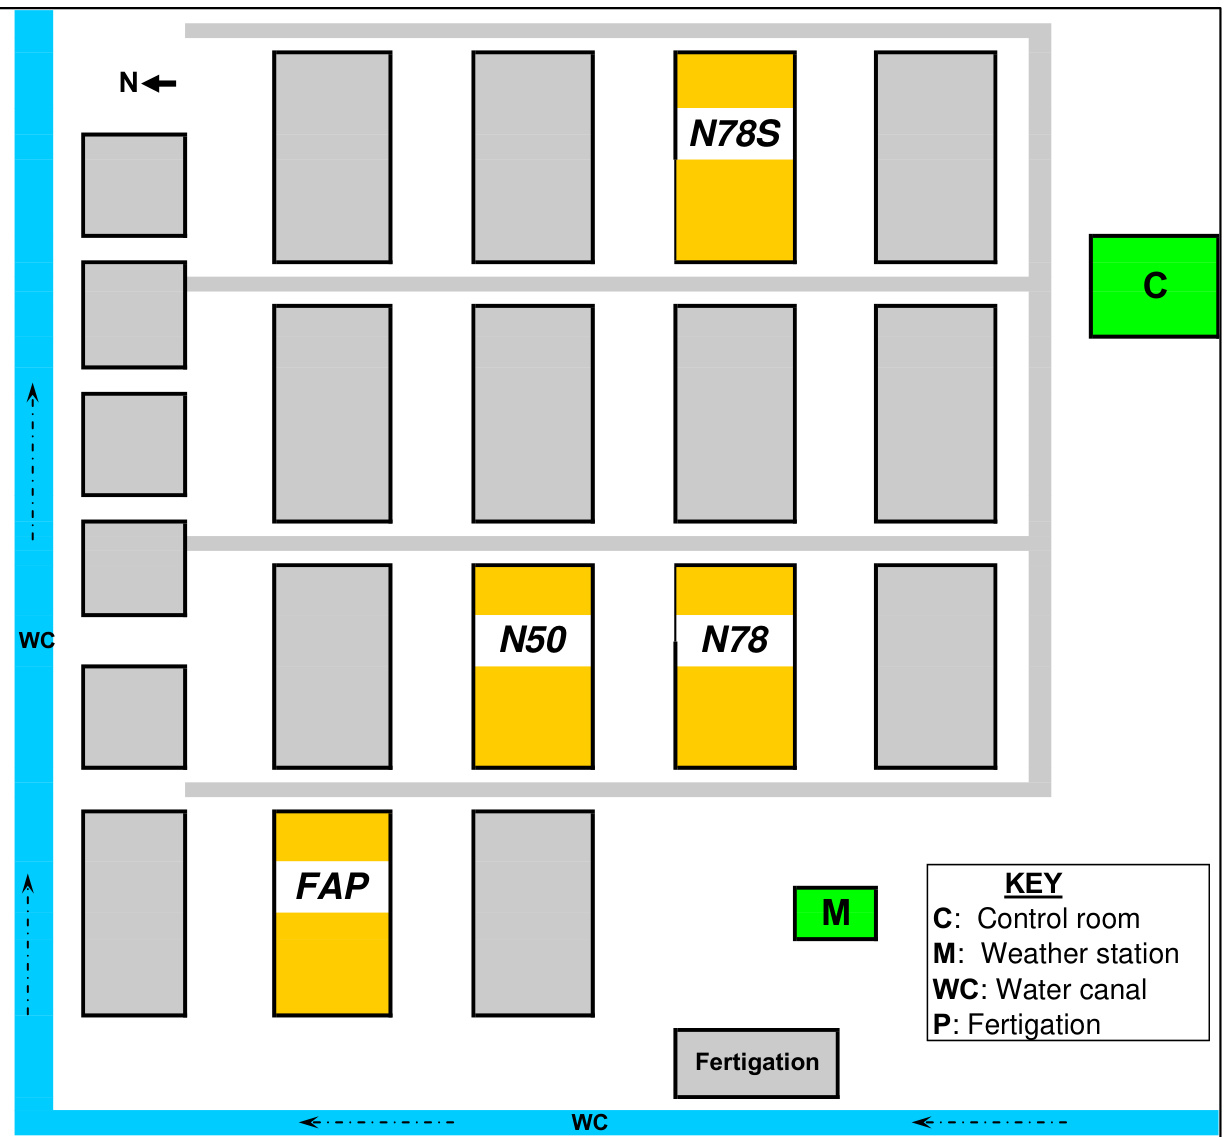 N
N78S
C
WC
N50
N78
FAP
M
KEY
C: Control room
M: Weather station
WC: Water canal
P: Fertigation
Fertigation
WC